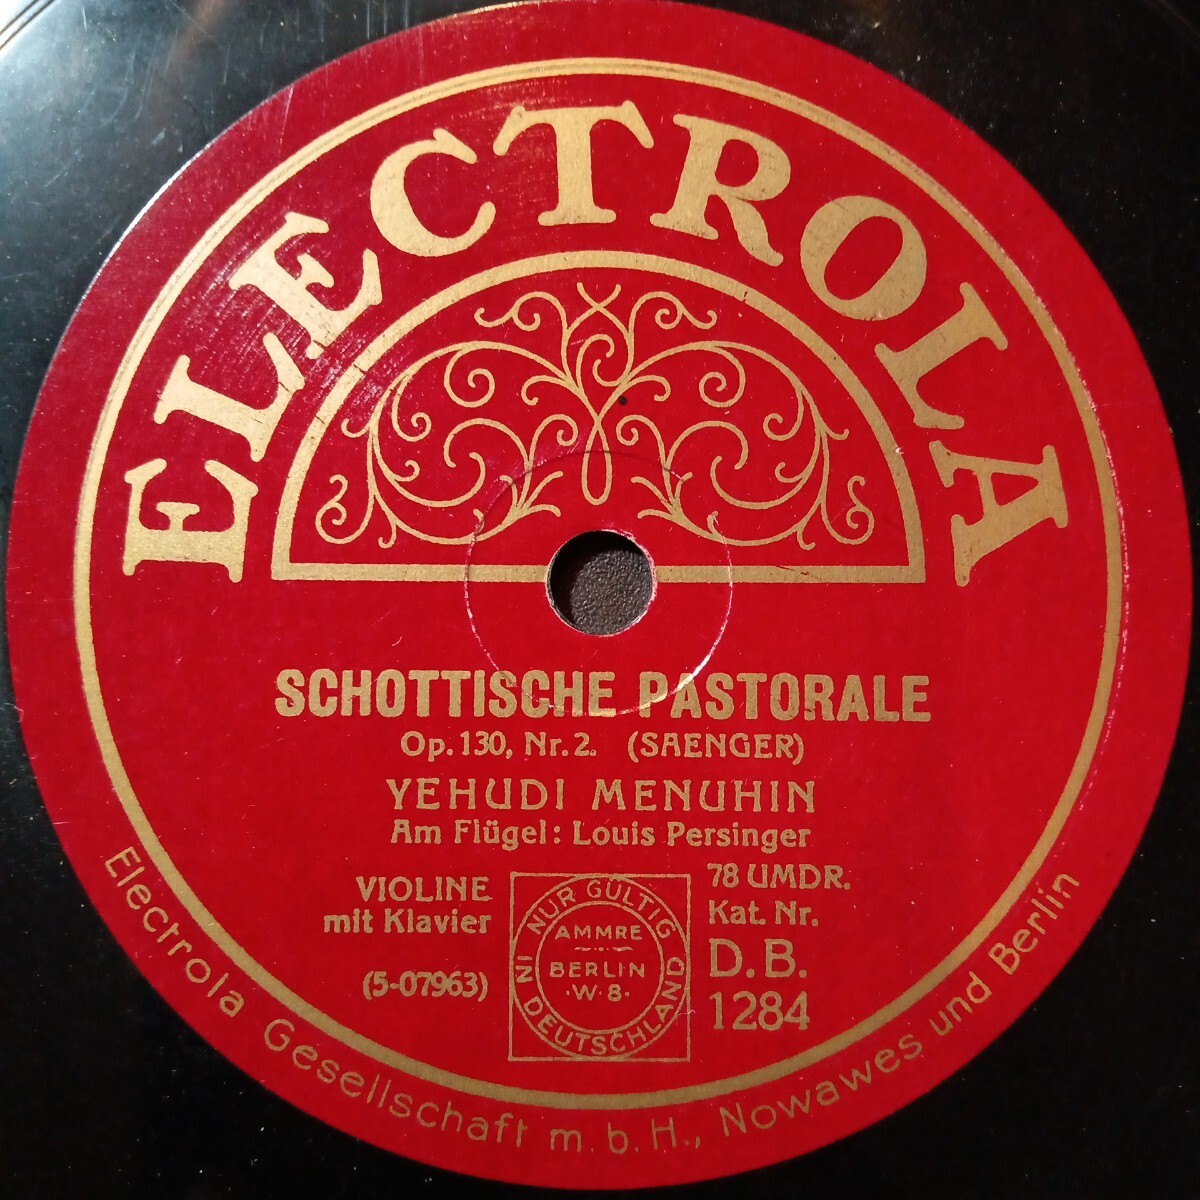 ELECTROLA
SCHOTTISCHE PASTORALE
Op. 130, Nr. 2. (SAENGER)
YEHUDI MENUHIN
Am Flügel: Louis Persinger
VIOLINE
mit Klavier
(5-07963)
NUR GÜLTIG
IN DEUTSCHLAND
AMMRE
BERLIN
·W·8·
78 UMDR.
Kat. Nr.
D.B.
1284
Electrola Gesellschaft m.b.H., Nowawes und Berlin